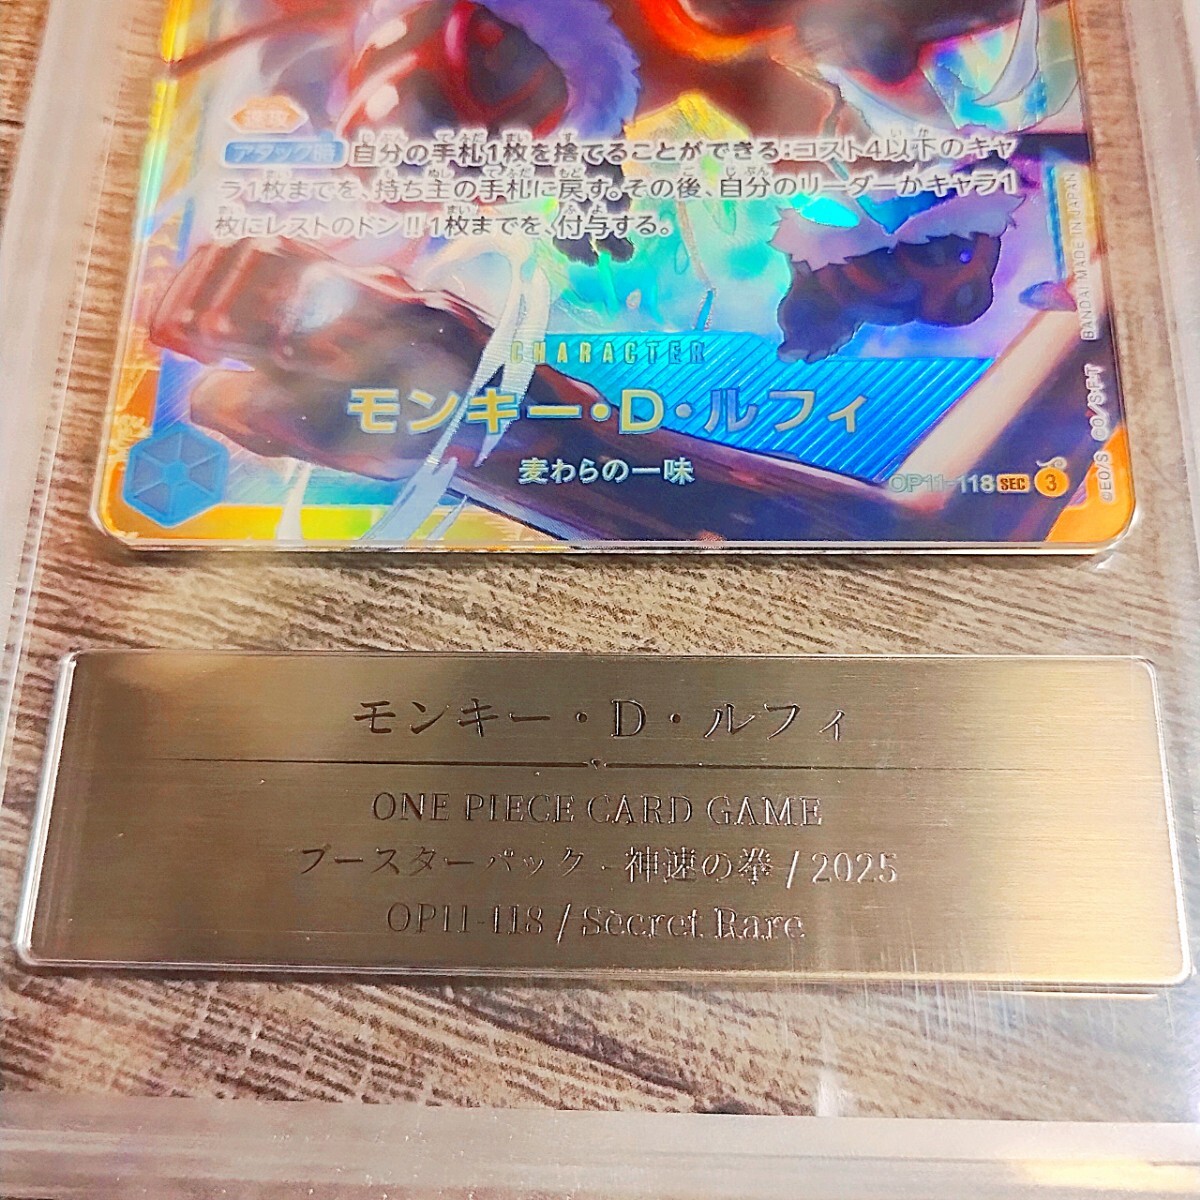 速攻
アタック時 自分の手札1枚を捨てることができる:コスト4以下のキャ
ラ1枚までを、持ち主の手札に戻す。その後、自分のリーダーかキャラ1
枚にレストのドン!!1枚までを、付与する。
CHARACTER
モンキー・D・ルフィ
麦わらの一味
OP11-118 SEC 3
©E.O/S. ©O/S.F.T BANDAI MADE IN JAPAN
モンキー・D・ルフィ
ONE PIECE CARD GAME
ブースターパック - 神速の拳 / 2025
OP11-118 / Secret Rare